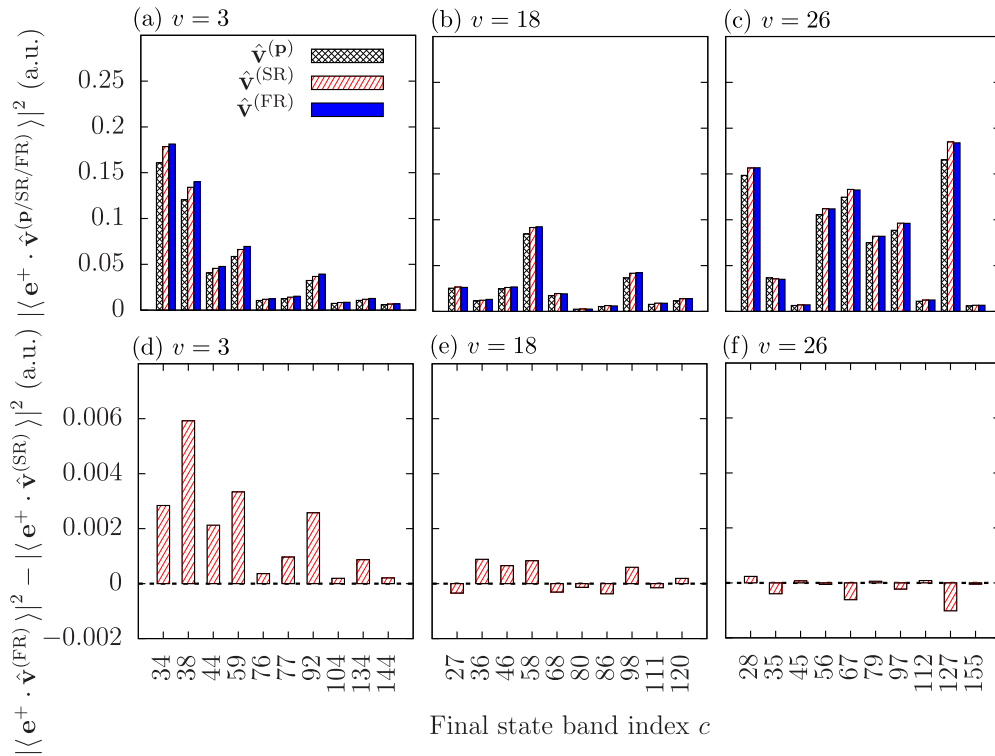 (a) v = 3
(b) v = 18
(c) v = 26
|⟨e⁺ · v̂^(p/SR/FR)⟩|² (a.u.)
0.25
0.2
0.15
0.1
0.05
0
v̂^(p)
v̂^(SR)
v̂^(FR)
(d) v = 3
(e) v = 18
(f) v = 26
|⟨e⁺ · v̂^(FR)⟩|² − |⟨e⁺ · v̂^(SR)⟩|² (a.u.)
0.006
0.004
0.002
0
−0.002
34 38 44 59 76 77 92 104 134 144
27 36 46 58 68 80 86 98 111 120
28 35 45 56 67 79 97 112 127 155
Final state band index c